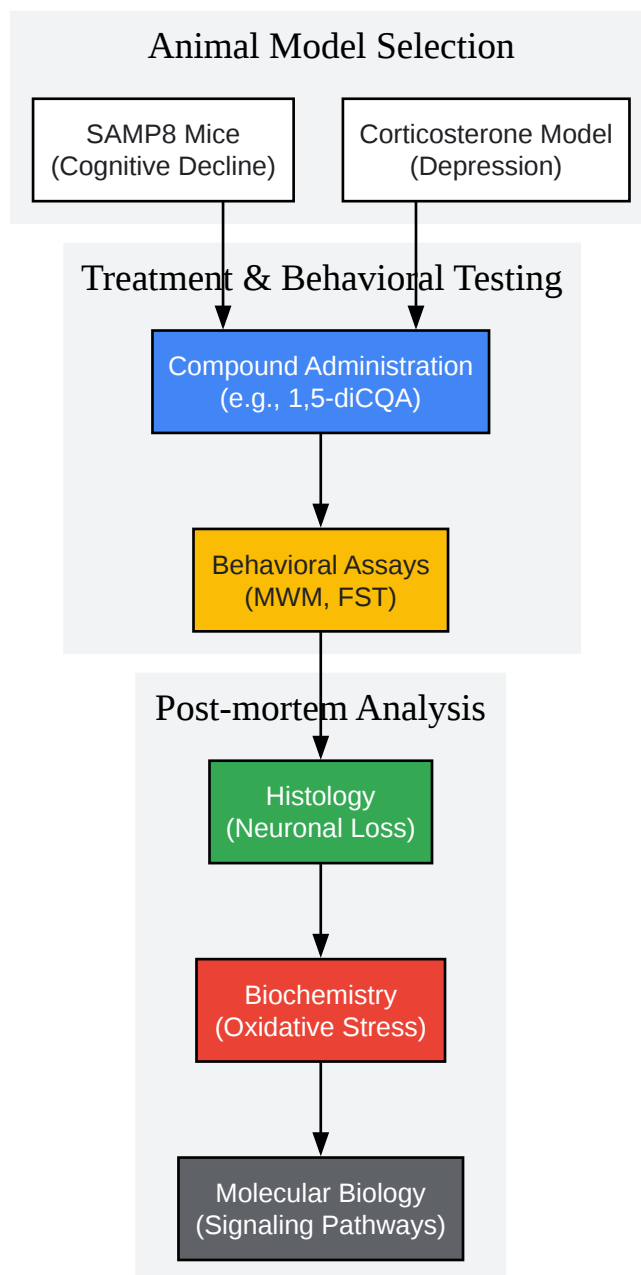 Animal Model Selection
SAMP8 Mice
(Cognitive Decline)
Corticosterone Model
(Depression)
Treatment & Behavioral Testing
Compound Administration
(e.g., 1,5-diCQA)
Behavioral Assays
(MWM, FST)
Post-mortem Analysis
Histology
(Neuronal Loss)
Biochemistry
(Oxidative Stress)
Molecular Biology
(Signaling Pathways)